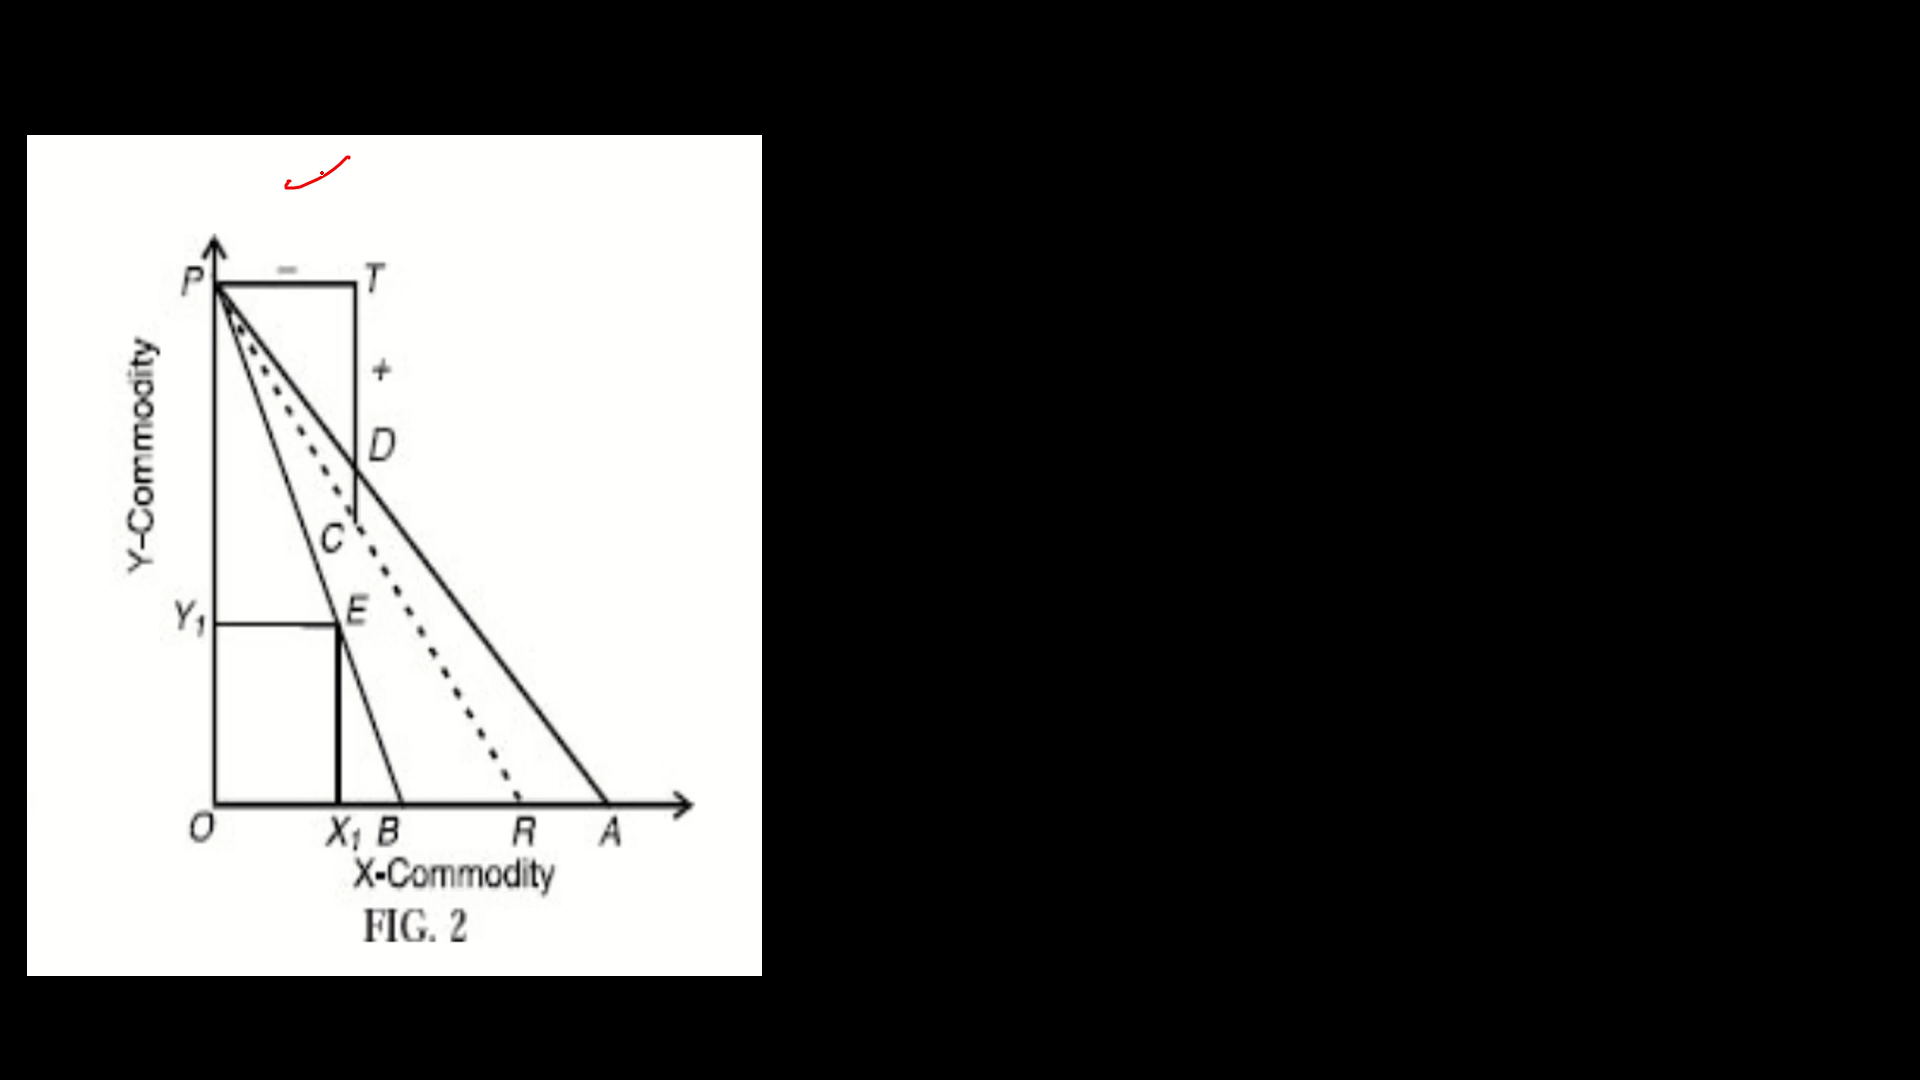 P
–
T
+
D
Y–Commodity
C
Y1
E
O
X1
B
R
A
X-Commodity
FIG. 2